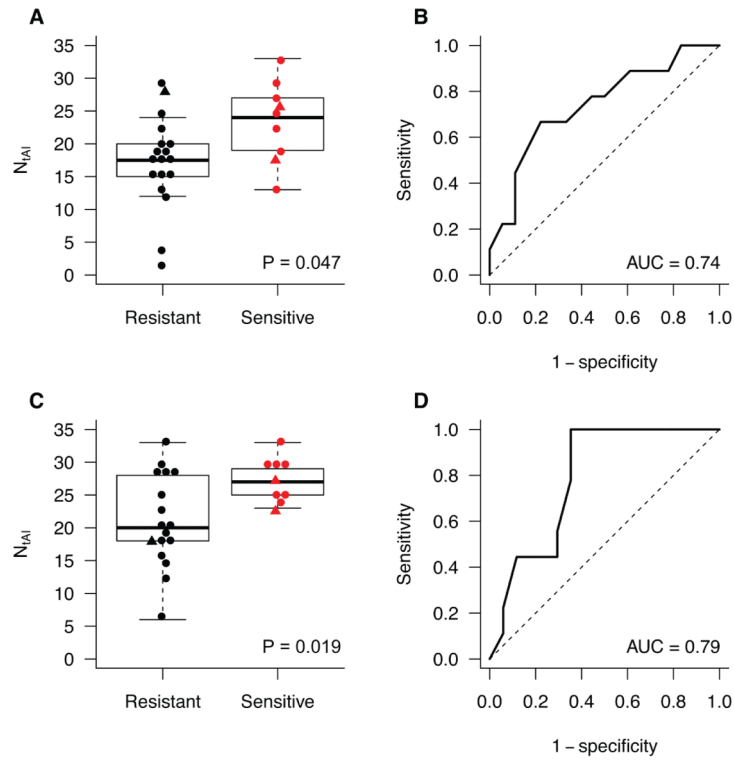 A
35
30
25
20
15
10
5
0
NtAI
P = 0.047
Resistant Sensitive
B
1.0
0.8
0.6
0.4
0.2
0.0
Sensitivity
AUC = 0.74
0.0 0.2 0.4 0.6 0.8 1.0
1 – specificity
C
35
30
25
20
15
10
5
0
NtAI
P = 0.019
Resistant Sensitive
D
1.0
0.8
0.6
0.4
0.2
0.0
Sensitivity
AUC = 0.79
0.0 0.2 0.4 0.6 0.8 1.0
1 – specificity